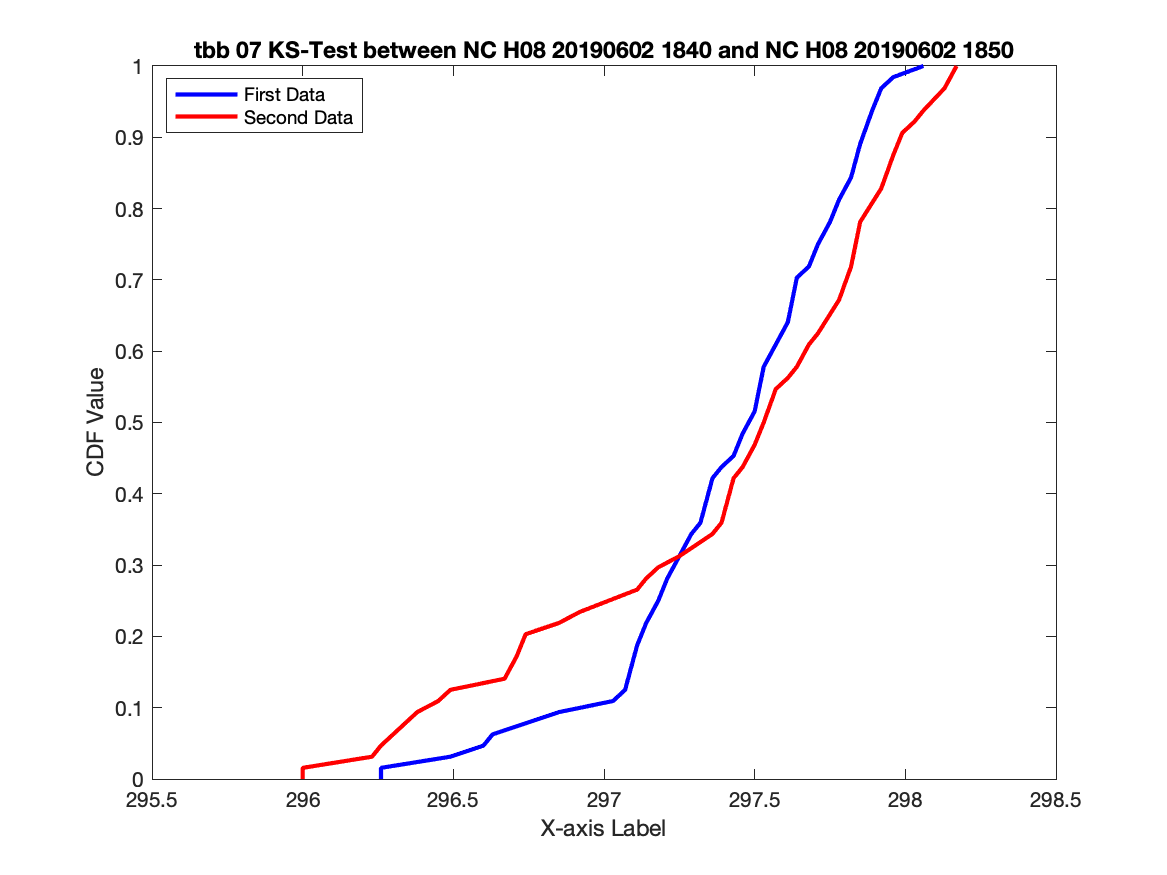 tbb 07 KS-Test between NC H08 20190602 1840 and NC H08 20190602 1850
First Data
Second Data
1
0.9
0.8
0.7
0.6
0.5
0.4
0.3
0.2
0.1
0
CDF Value
295.5 296 296.5 297 297.5 298 298.5
X-axis Label